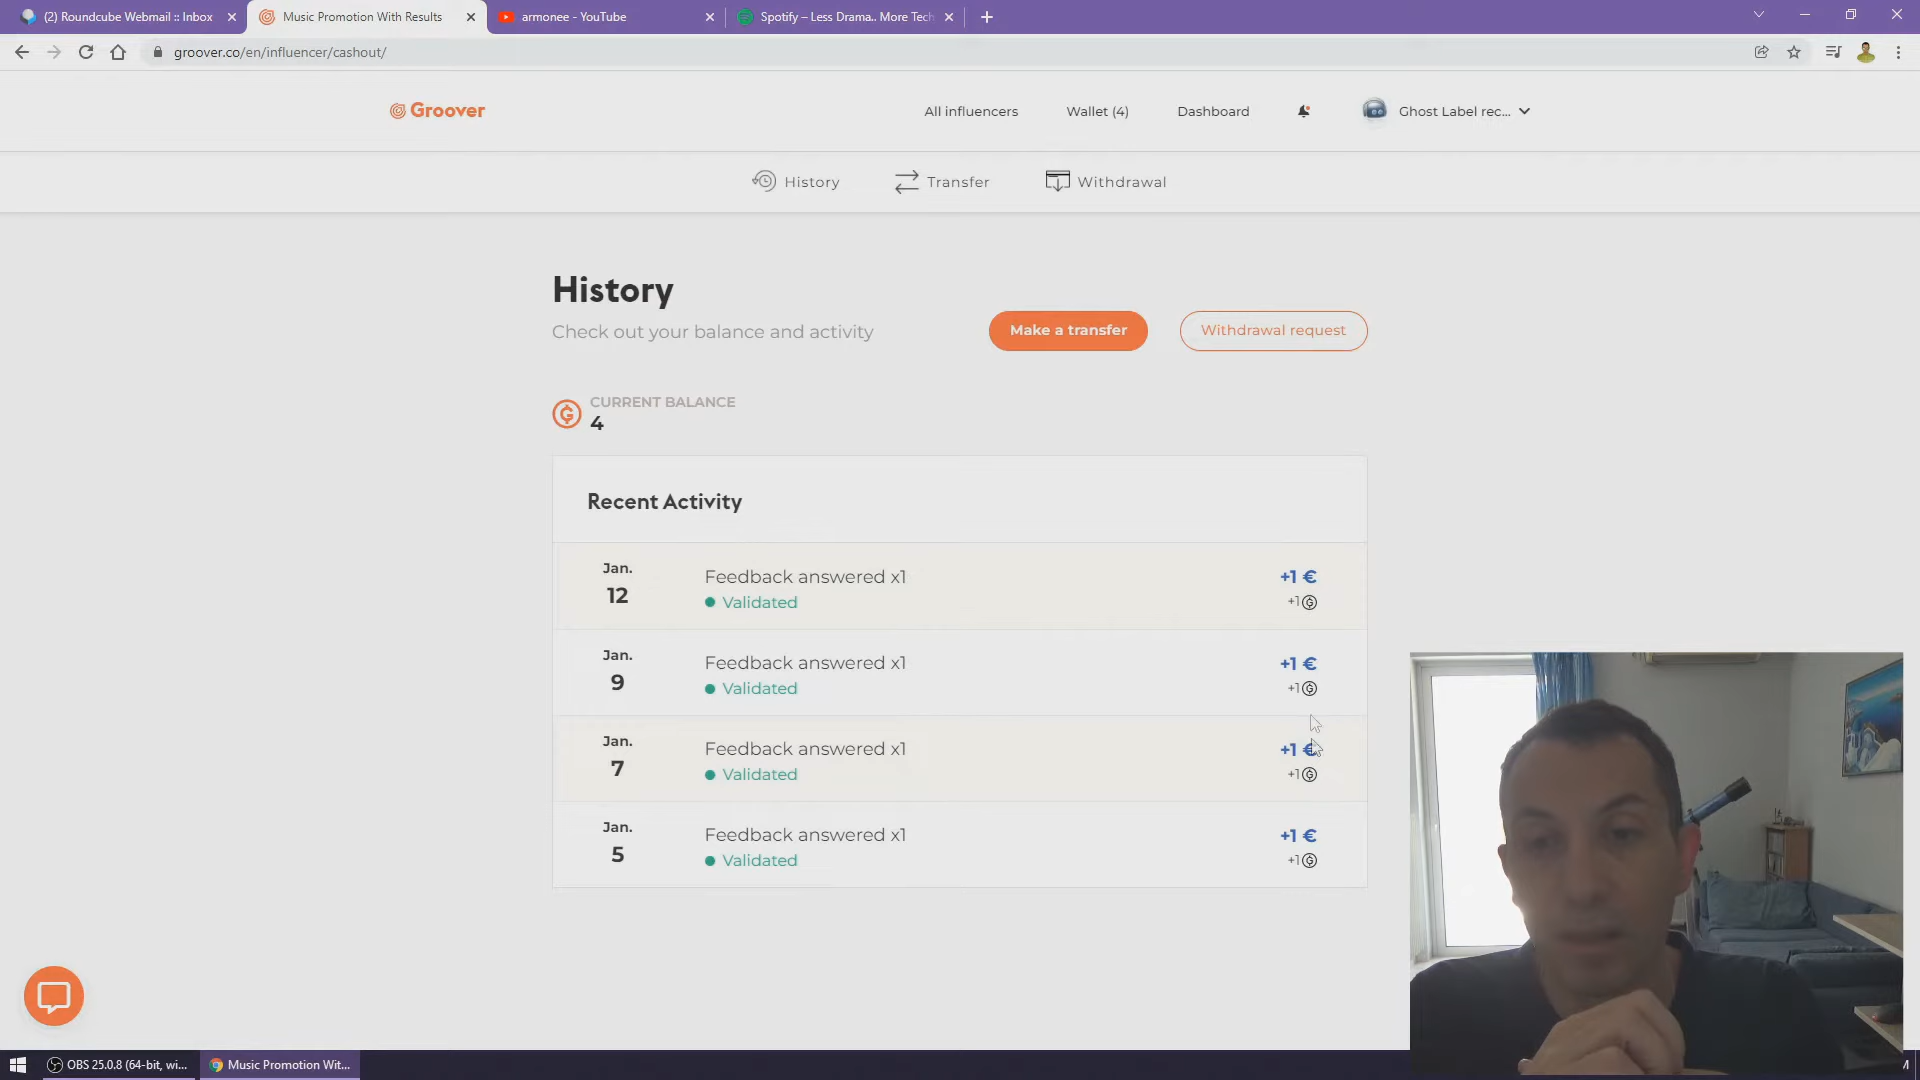 (2) Roundcube Webmail :: Inbox
Music Promotion With Results
armonee - YouTube
Spotify – Less Drama.. More Tech
groover.co/en/influencer/cashout/
Groover
All influencers
Wallet (4)
Dashboard
Ghost Label rec...
History
Transfer
Withdrawal
History
Check out your balance and activity
Make a transfer
Withdrawal request
CURRENT BALANCE
4
Recent Activity
Jan.
12
Feedback answered x1
Validated
+1 €
+1
Jan.
9
Feedback answered x1
Validated
+1 €
+1
Jan.
7
Feedback answered x1
Validated
+1 €
+1
Jan.
5
Feedback answered x1
Validated
+1 €
+1
OBS 25.0.8 (64-bit, wi...
Music Promotion Wit...